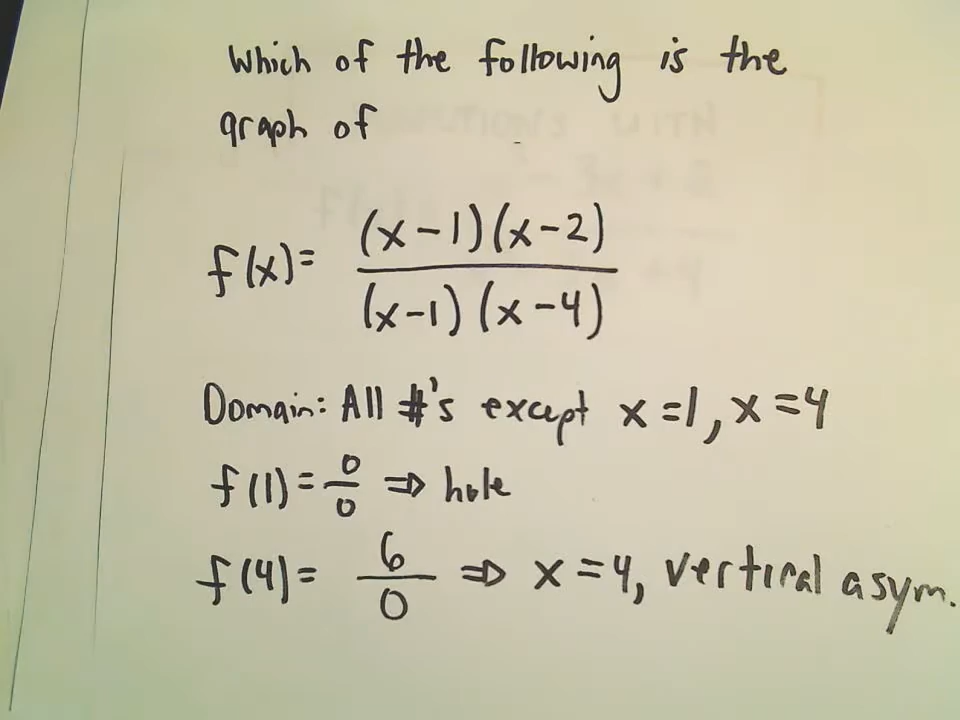 Which of the following is the
graph of
f(x)= (x-1)(x-2)
(x-1)(x-4)
Domain: All #'s except x=1, x=4
f(1)= 0/0 ⇒ hole
f(4)= 6/0 ⇒ x=4, vertical asym.